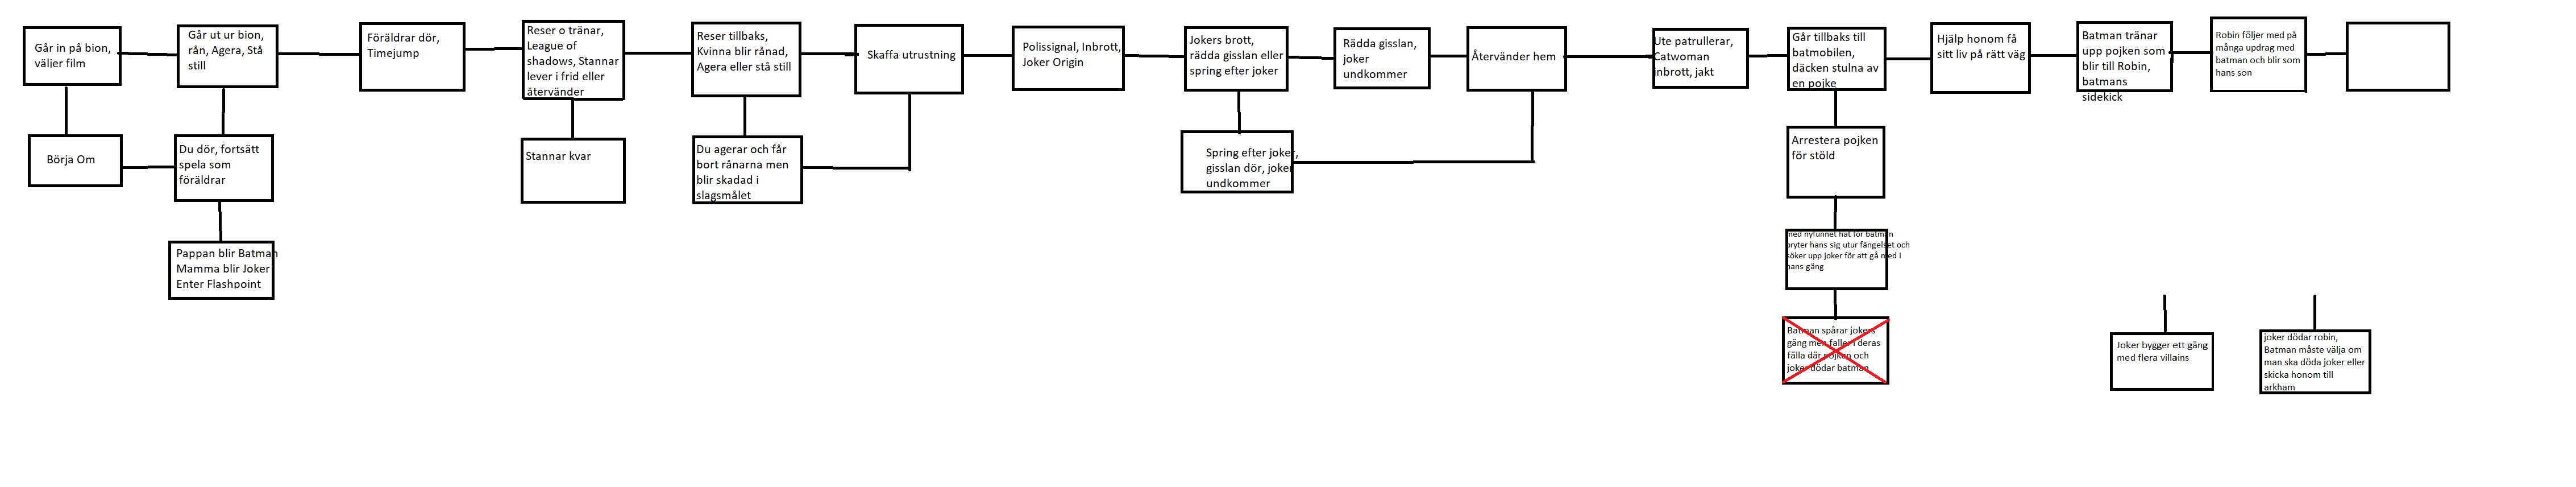 Går in på bion,
väljer film
Går ut ur bion,
rån, Agera, Stå
still
Föräldrar dör,
Timejump
Reser o tränar,
League of
shadows, Stannar
lever i frid eller
återvänder
Reser tillbaks,
Kvinna blir rånad,
Agera eller stå still
Skaffa utrustning
Polissignal, Inbrott,
Joker Origin
Jokers brott,
rädda gisslan eller
spring efter joker
Rädda gisslan,
joker
undkommer
Återvänder hem
Ute patrullerar,
Catwoman
inbrott, jakt
Går tillbaks till
batmobilen,
däcken stulna av
en pojke
Hjälp honom få
sitt liv på rätt väg
Batman tränar
upp pojken som
blir till Robin,
batmans
sidekick
Robin följer med på
många updrag med
batman och blir som
hans son
Börja Om
Du dör, fortsätt
spela som
föräldrar
Stannar kvar
Du agerar och får
bort rånarna men
blir skadad i
slagsmålet
Spring efter joker,
gisslan dör, joker
undkommer
Arrestera pojken
för stöld
Pappan blir Batman
Mamma blir Joker
Enter Flashpoint
med nyfunnet hat för batman
bryter hans sig utur fängelset och
söker upp joker för att gå med i
hans gäng
Batman spårar jokers
gäng men faller i deras
fälla där pojken och
joker dödar batman
Joker bygger ett gäng
med flera villains
joker dödar robin,
Batman måste välja om
man ska döda joker eller
skicka honom till
arkham